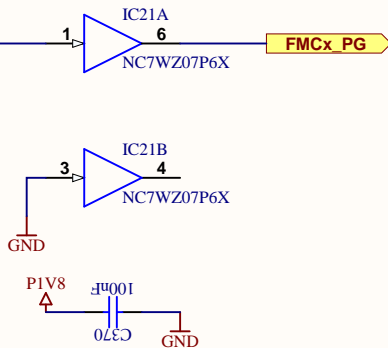 IC21A
1 6
FMCx_PG
NC7WZ07P6X
IC21B
3 4
NC7WZ07P6X
GND
P1V8
100nF
C370
GND